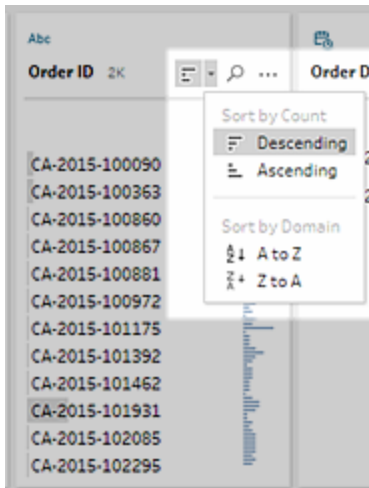 Abc
Order ID 2K
Order D
Sort by Count
Descending
Ascending
Sort by Domain
A to Z
Z to A
CA-2015-100090
CA-2015-100363
CA-2015-100860
CA-2015-100867
CA-2015-100881
CA-2015-100972
CA-2015-101175
CA-2015-101392
CA-2015-101462
CA-2015-101931
CA-2015-102085
CA-2015-102295